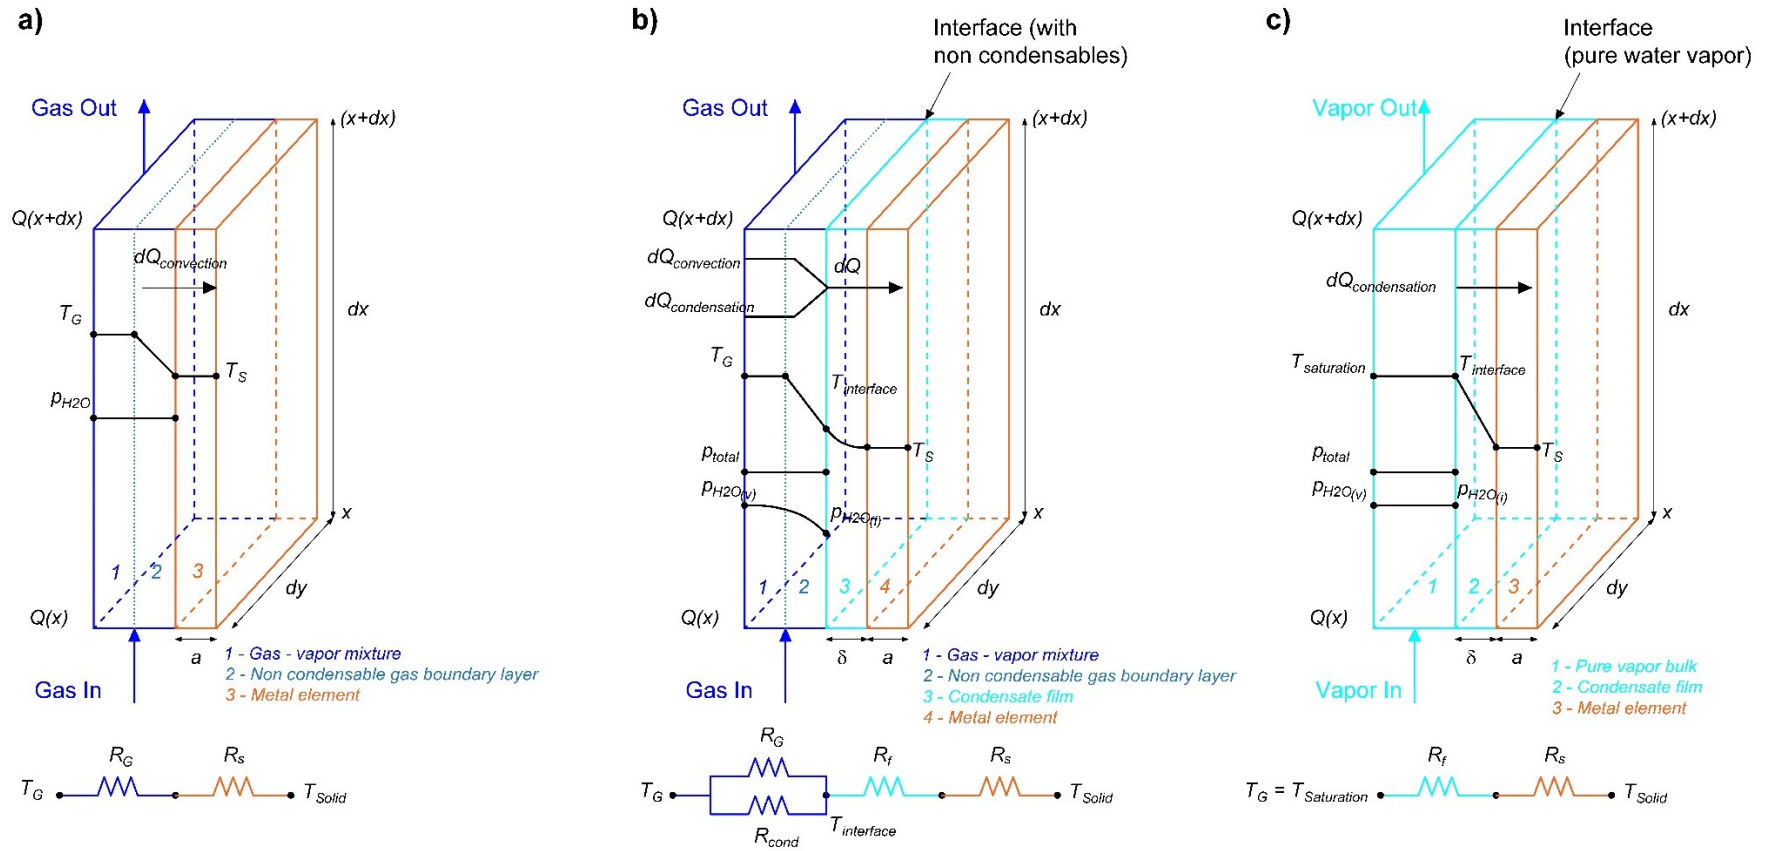 a)
Gas Out
(x+dx)
Q(x+dx)
dQconvection
TG
TS
pH2O
dx
x
dy
1
2
3
Q(x)
a
Gas In
1 - Gas - vapor mixture
2 - Non condensable gas boundary layer
3 - Metal element
RG
Rs
TG
TSolid
b)
Interface (with
non condensables)
Gas Out
(x+dx)
Q(x+dx)
dQconvection
dQ
dQcondensation
TG
Tinterface
TS
ptotal
pH2O(v)
pH2O(i)
dx
x
dy
1
2
3
4
Q(x)
δ
a
Gas In
1 - Gas - vapor mixture
2 - Non condensable gas boundary layer
3 - Condensate film
4 - Metal element
RG
Rf
Rs
TG
TSolid
Tinterface
Rcond
c)
Interface
(pure water vapor)
Vapor Out
(x+dx)
Q(x+dx)
dQcondensation
Tsaturation
Tinterface
TS
ptotal
pH2O(v)
pH2O(i)
dx
x
dy
1
2
3
Q(x)
δ
a
Vapor In
1 - Pure vapor bulk
2 - Condensate film
3 - Metal element
Rf
Rs
TG = TSaturation
TSolid